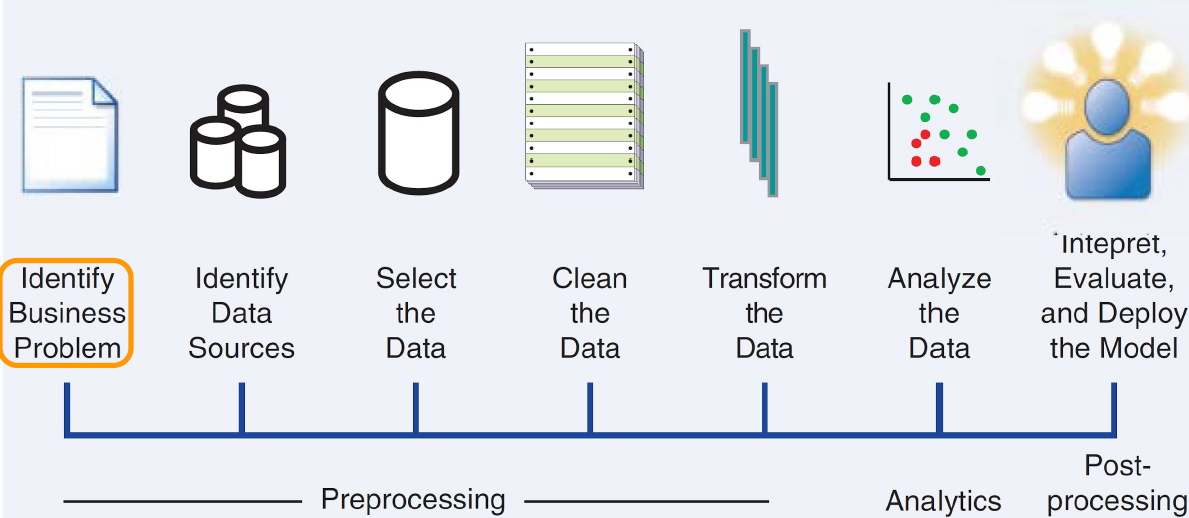 Identify
Business
Problem
Identify
Data
Sources
Select
the
Data
Clean
the
Data
Transform
the
Data
Analyze
the
Data
Intepret,
Evaluate,
and Deploy
the Model
Preprocessing
Analytics
Post-
processing